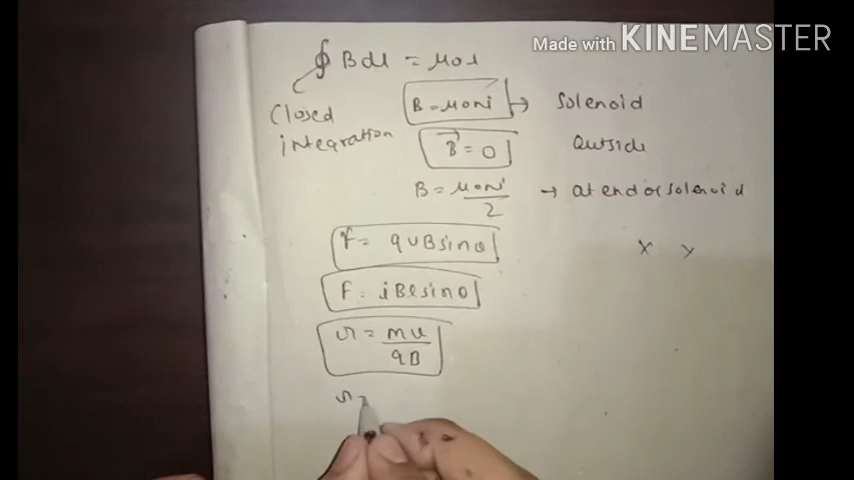 Made with KINEMASTER
∮ B dl = μ0i
Closed integration
B = μ0ni → Solenoid
B⃗ = 0 Outside
B = μ0ni/2 → at end of solenoid
F = qvBsinθ
x y
F = iBlsinθ
r = mv/qB
r =